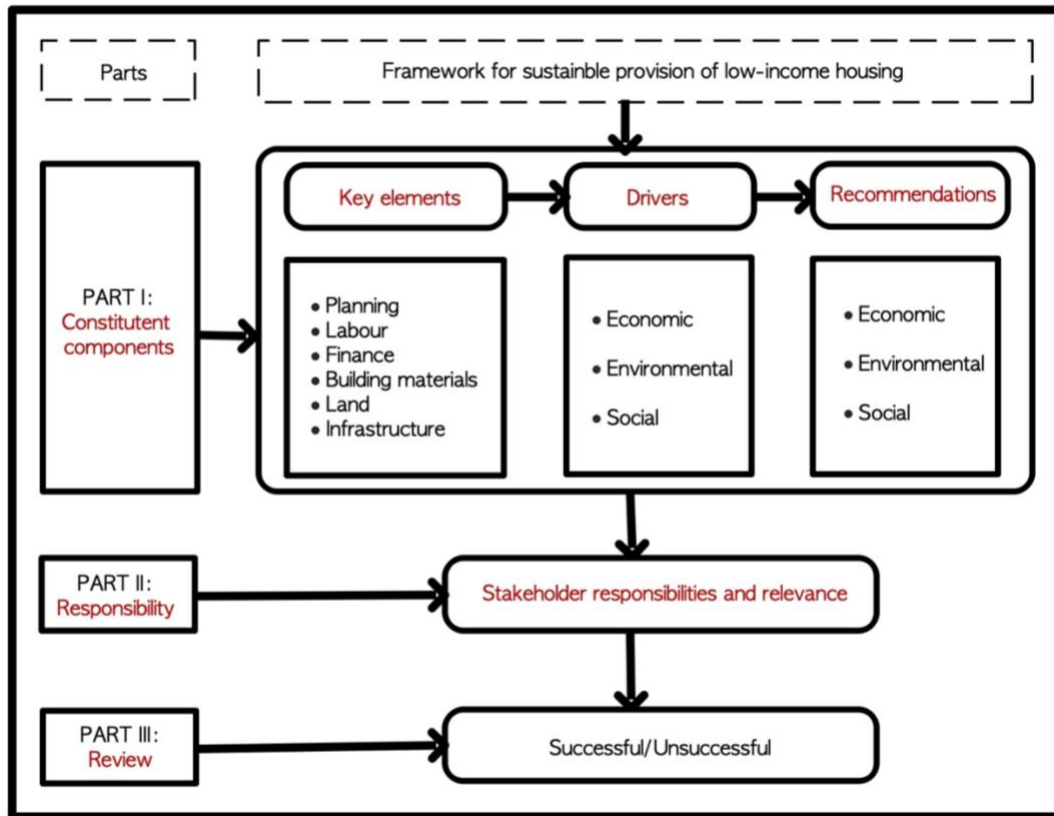 Parts
Framework for sustainble provision of low-income housing
PART I:
Constitutent
components
Key elements
Drivers
Recommendations
• Planning
• Labour
• Finance
• Building materials
• Land
• Infrastructure
• Economic
• Environmental
• Social
• Economic
• Environmental
• Social
PART II:
Responsibility
Stakeholder responsibilities and relevance
PART III:
Review
Successful/Unsuccessful